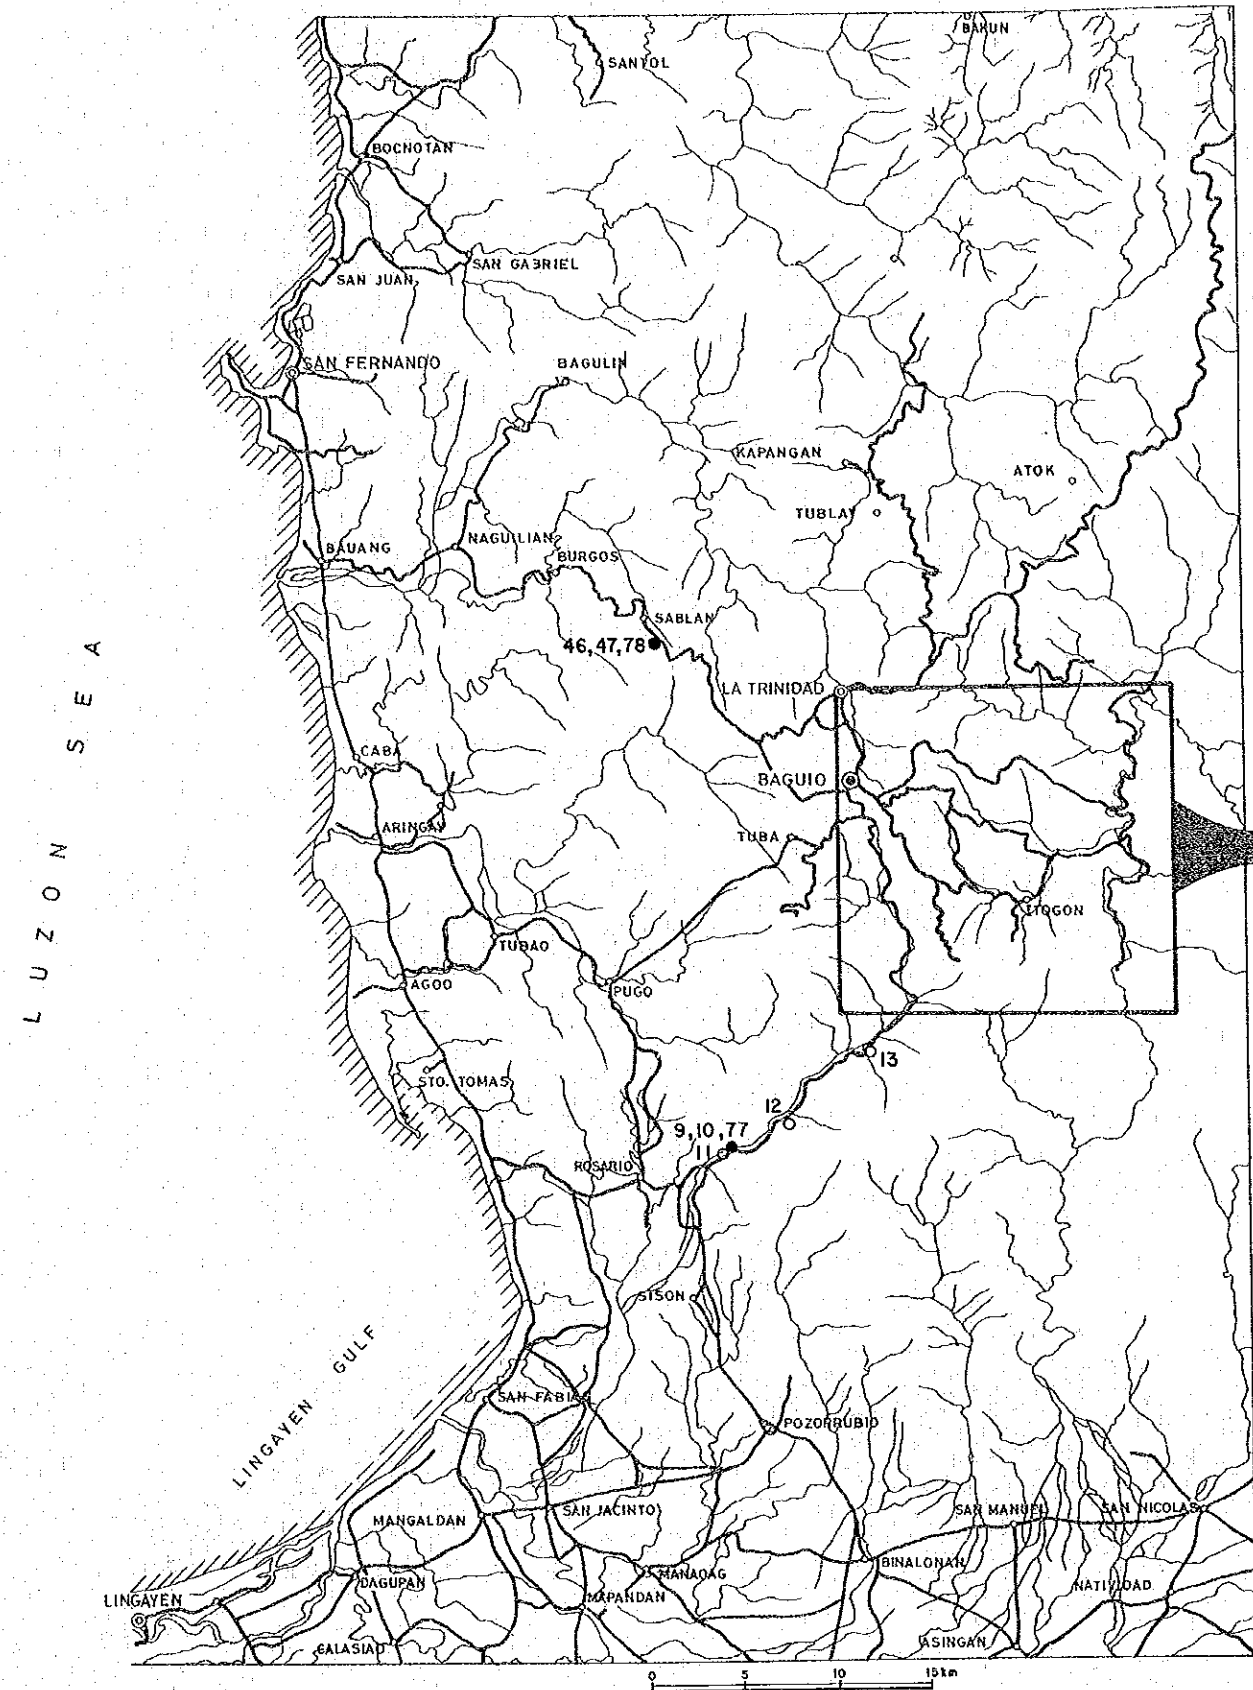 BAKUN
SANTOL
BOCNOTAN
SAN GABRIEL
SAN JUAN
SAN FERNANDO
BAGULIN
KAPANGAN
ATOK
TUBLAY
NAGUILIAN
BAUANG
BURGOS
SABLAN
46,47,78
LA TRINIDAD
LUZON SEA
CABA
BAGUIO
ARINGAY
TUBA
ITOGON
TUBAO
AGOO
PUGO
13
STO. TOMAS
12
9,10,77
11
ROSARIO
SISON
LINGAYEN GULF
SAN FABIAN
POZORRUBIO
SAN JACINTO
SAN MANUEL
SAN NICOLAS
MANGALDAN
BINALONAN
MANAOAG
DAGUPAN
NATIVIDAD
MAPANDAN
LINGAYEN
ASINGAN
CALASIAO
0 5 10 15km